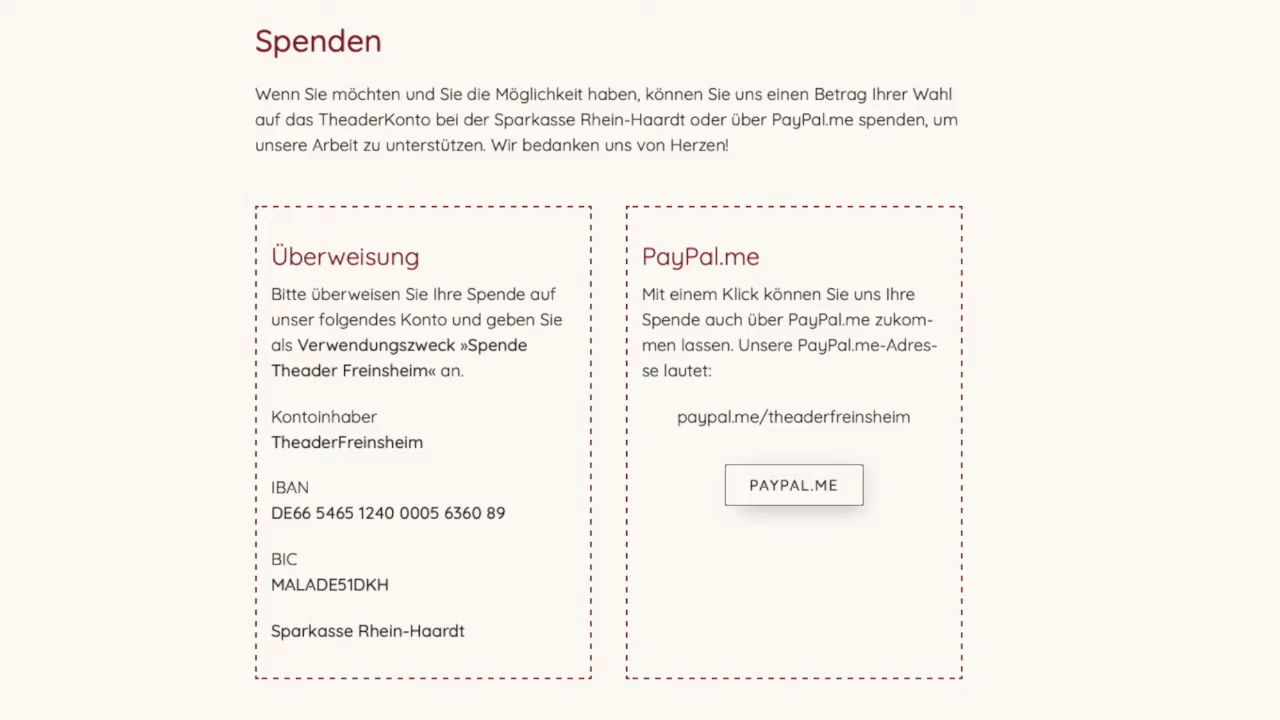 Spenden
Wenn Sie möchten und Sie die Möglichkeit haben, können Sie uns einen Betrag Ihrer Wahl
auf das TheaderKonto bei der Sparkasse Rhein-Haardt oder über PayPal.me spenden, um
unsere Arbeit zu unterstützen. Wir bedanken uns von Herzen!
Überweisung
Bitte überweisen Sie Ihre Spende auf
unser folgendes Konto und geben Sie
als Verwendungszweck »Spende
Theader Freinsheim« an.
Kontoinhaber
TheaderFreinsheim
IBAN
DE66 5465 1240 0005 6360 89
BIC
MALADE51DKH
Sparkasse Rhein-Haardt
PayPal.me
Mit einem Klick können Sie uns Ihre
Spende auch über PayPal.me zukom-
men lassen. Unsere PayPal.me-Adres-
se lautet:
paypal.me/theaderfreinsheim
PAYPAL.ME